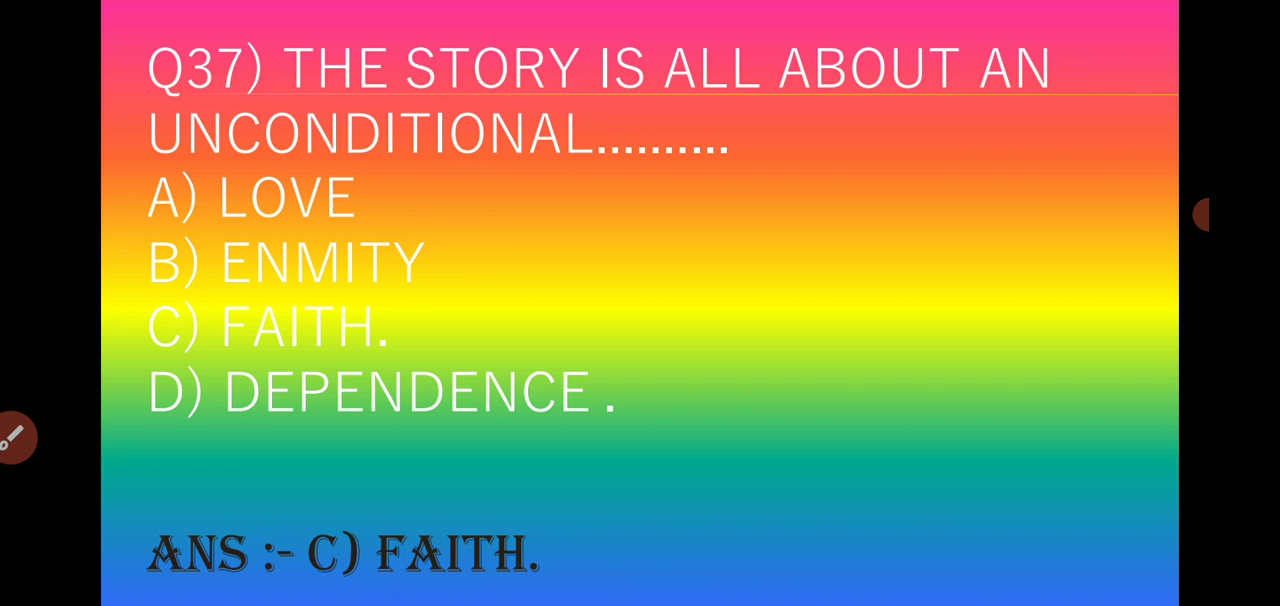 Q37) THE STORY IS ALL ABOUT AN
UNCONDITIONAL..........
A) LOVE
B) ENMITY
C) FAITH.
D) DEPENDENCE .
ANS :- C) FAITH.